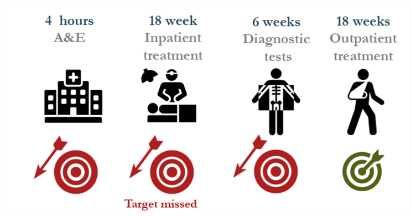 4 hours
A&E
18 week
Inpatient
treatment
6 weeks
Diagnostic
tests
18 weeks
Outpatient
treatment
Target missed